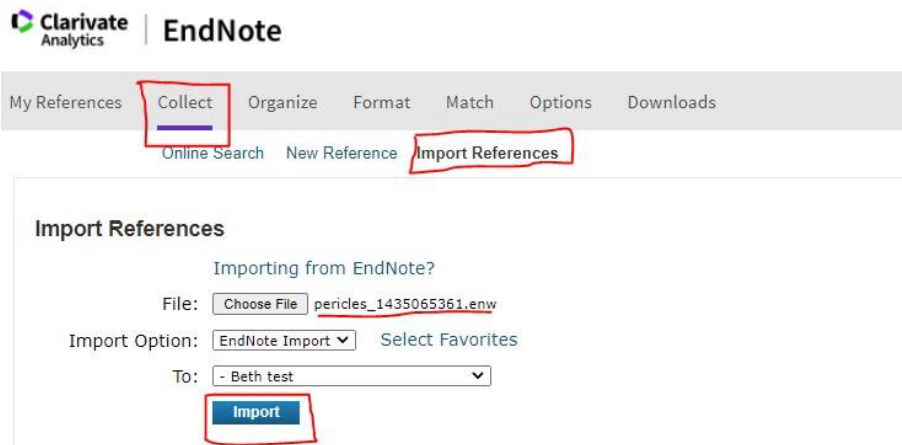 Clarivate Analytics | EndNote
My References Collect Organize Format Match Options Downloads
Online Search New Reference Import References
Import References
Importing from EndNote?
File: Choose File pericles_1435065361.enw
Import Option: EndNote Import Select Favorites
To: - Beth test
Import